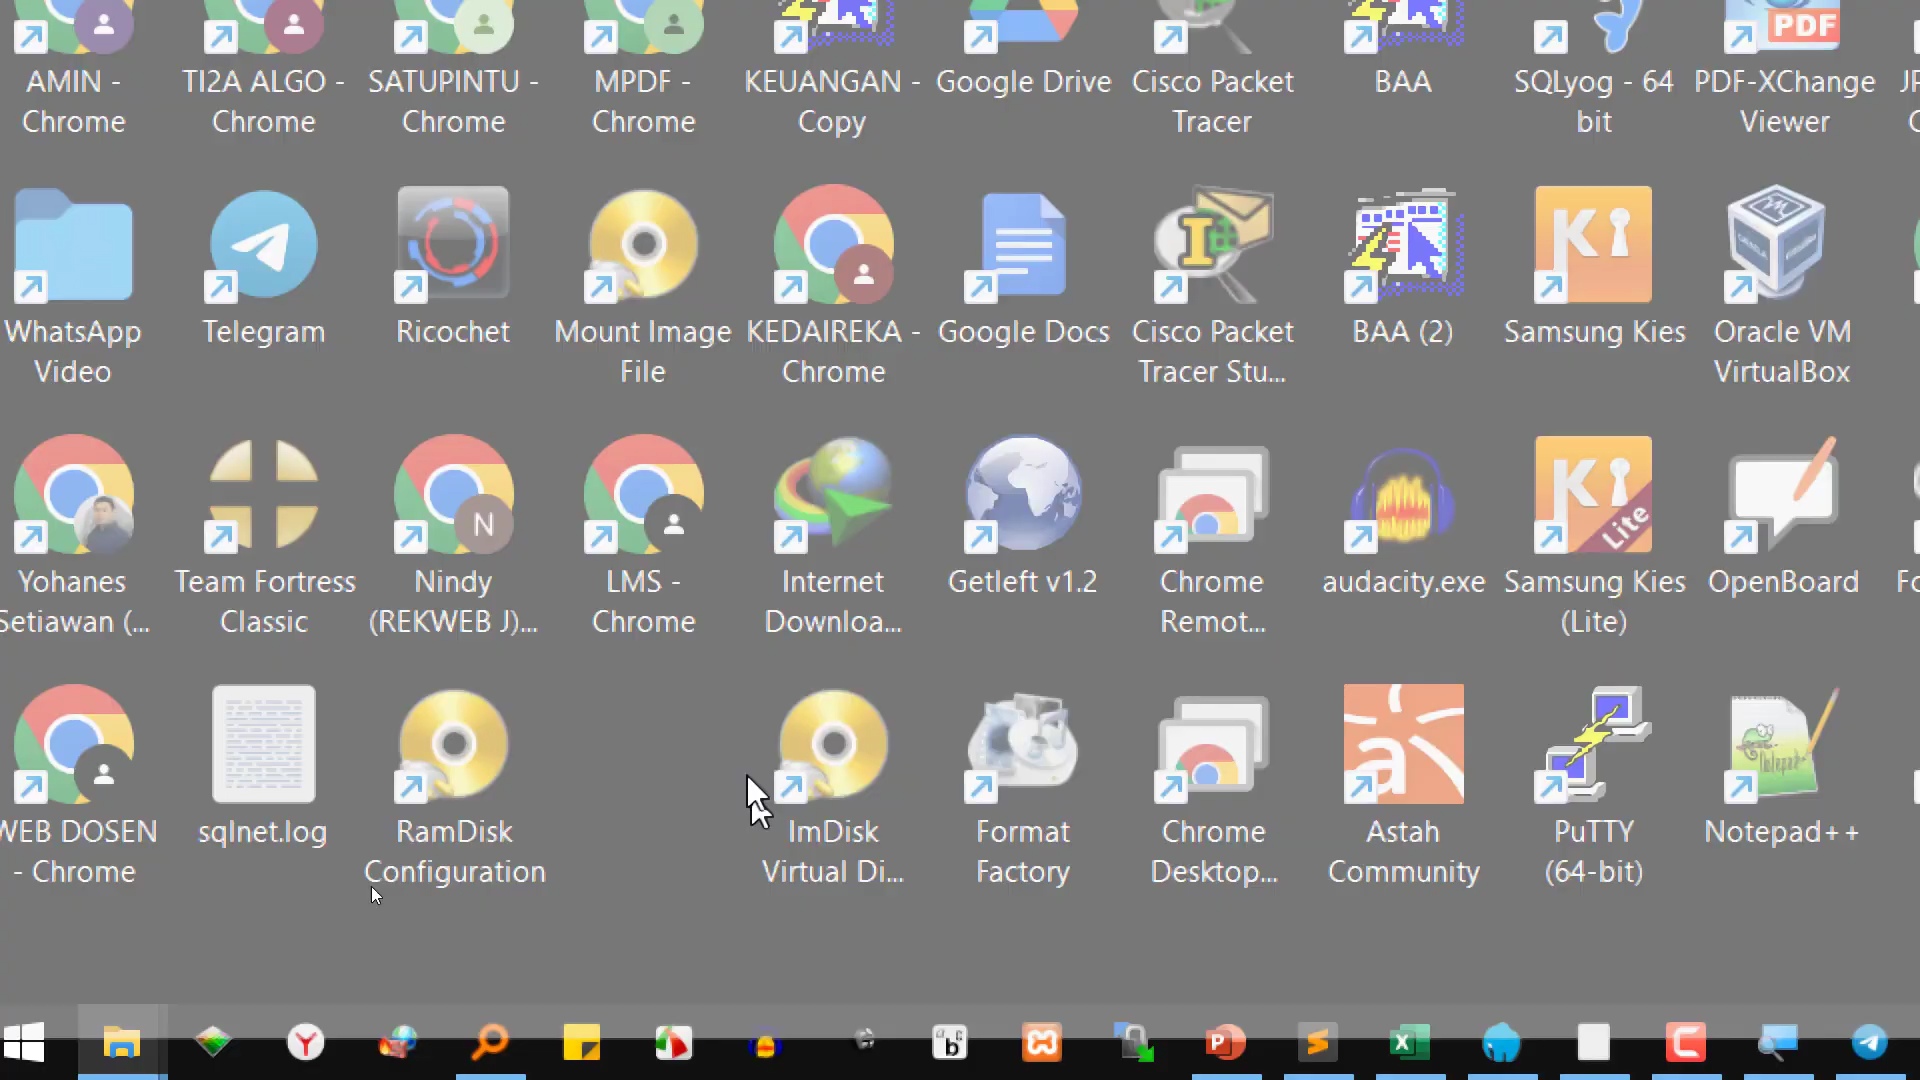 PDF
AMIN -
Chrome
TI2A ALGO -
Chrome
SATUPINTU -
Chrome
MPDF -
Chrome
KEUANGAN -
Copy
Google Drive
Cisco Packet
Tracer
BAA
SQLyog - 64
bit
PDF-XChange
Viewer
WhatsApp
Video
Telegram
Ricochet
Mount Image
File
KEDAIREKA -
Chrome
Google Docs
Cisco Packet
Tracer Stu...
BAA (2)
Samsung Kies
Oracle VM
VirtualBox
N
Lite
Yohanes
Setiawan (...
Team Fortress
Classic
Nindy
(REKWEB J)...
LMS -
Chrome
Internet
Downloa...
Getleft v1.2
Chrome
Remot...
audacity.exe
Samsung Kies
(Lite)
OpenBoard
WEB DOSEN
- Chrome
sqlnet.log
RamDisk
Configuration
ImDisk
Virtual Di...
Format
Factory
Chrome
Desktop...
Astah
Community
PuTTY
(64-bit)
Notepad++